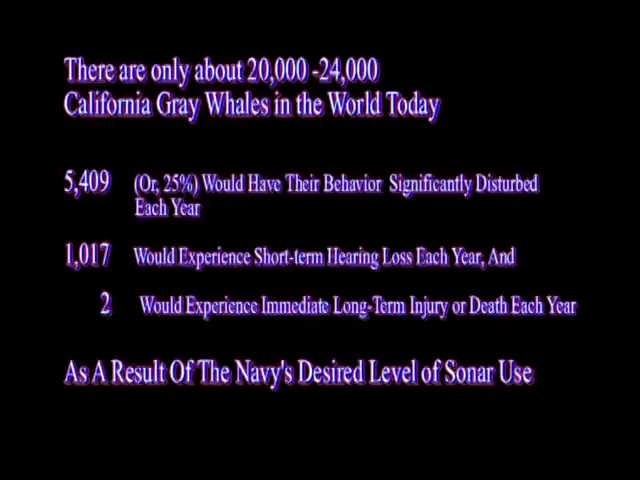 There are only about 20,000 -24,000
California Gray Whales in the World Today
5,409 (Or, 25%) Would Have Their Behavior Significantly Disturbed
Each Year
1,017 Would Experience Short-term Hearing Loss Each Year, And
2 Would Experience Immediate Long-Term Injury or Death Each Year
As A Result Of The Navy's Desired Level of Sonar Use